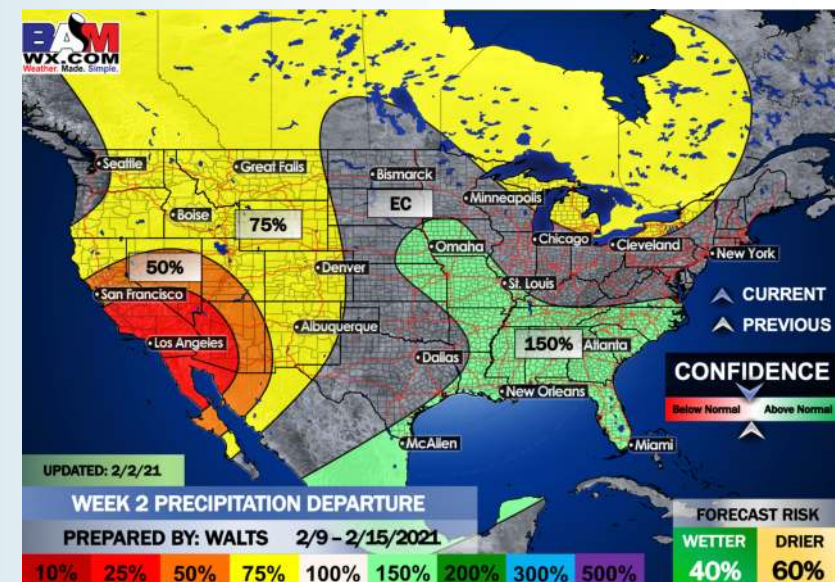 BAM
WX.COM
Weather. Made. Simple.
Seattle
Great Falls
Bismarck
Minneapolis
Boise
75%
EC
Omaha
Chicago
Cleveland
New York
50%
Denver
San Francisco
St. Louis
CURRENT
PREVIOUS
Los Angeles
Albuquerque
150%
Atlanta
Dallas
CONFIDENCE
New Orleans
Below Normal
Above Normal
McAllen
Miami
UPDATED: 2/2/21
WEEK 2 PRECIPITATION DEPARTURE
PREPARED BY: WALTS 2/9 – 2/15/2021
FORECAST RISK
WETTER DRIER
40% 60%
10% 25% 50% 75% 100% 150% 200% 300% 500%